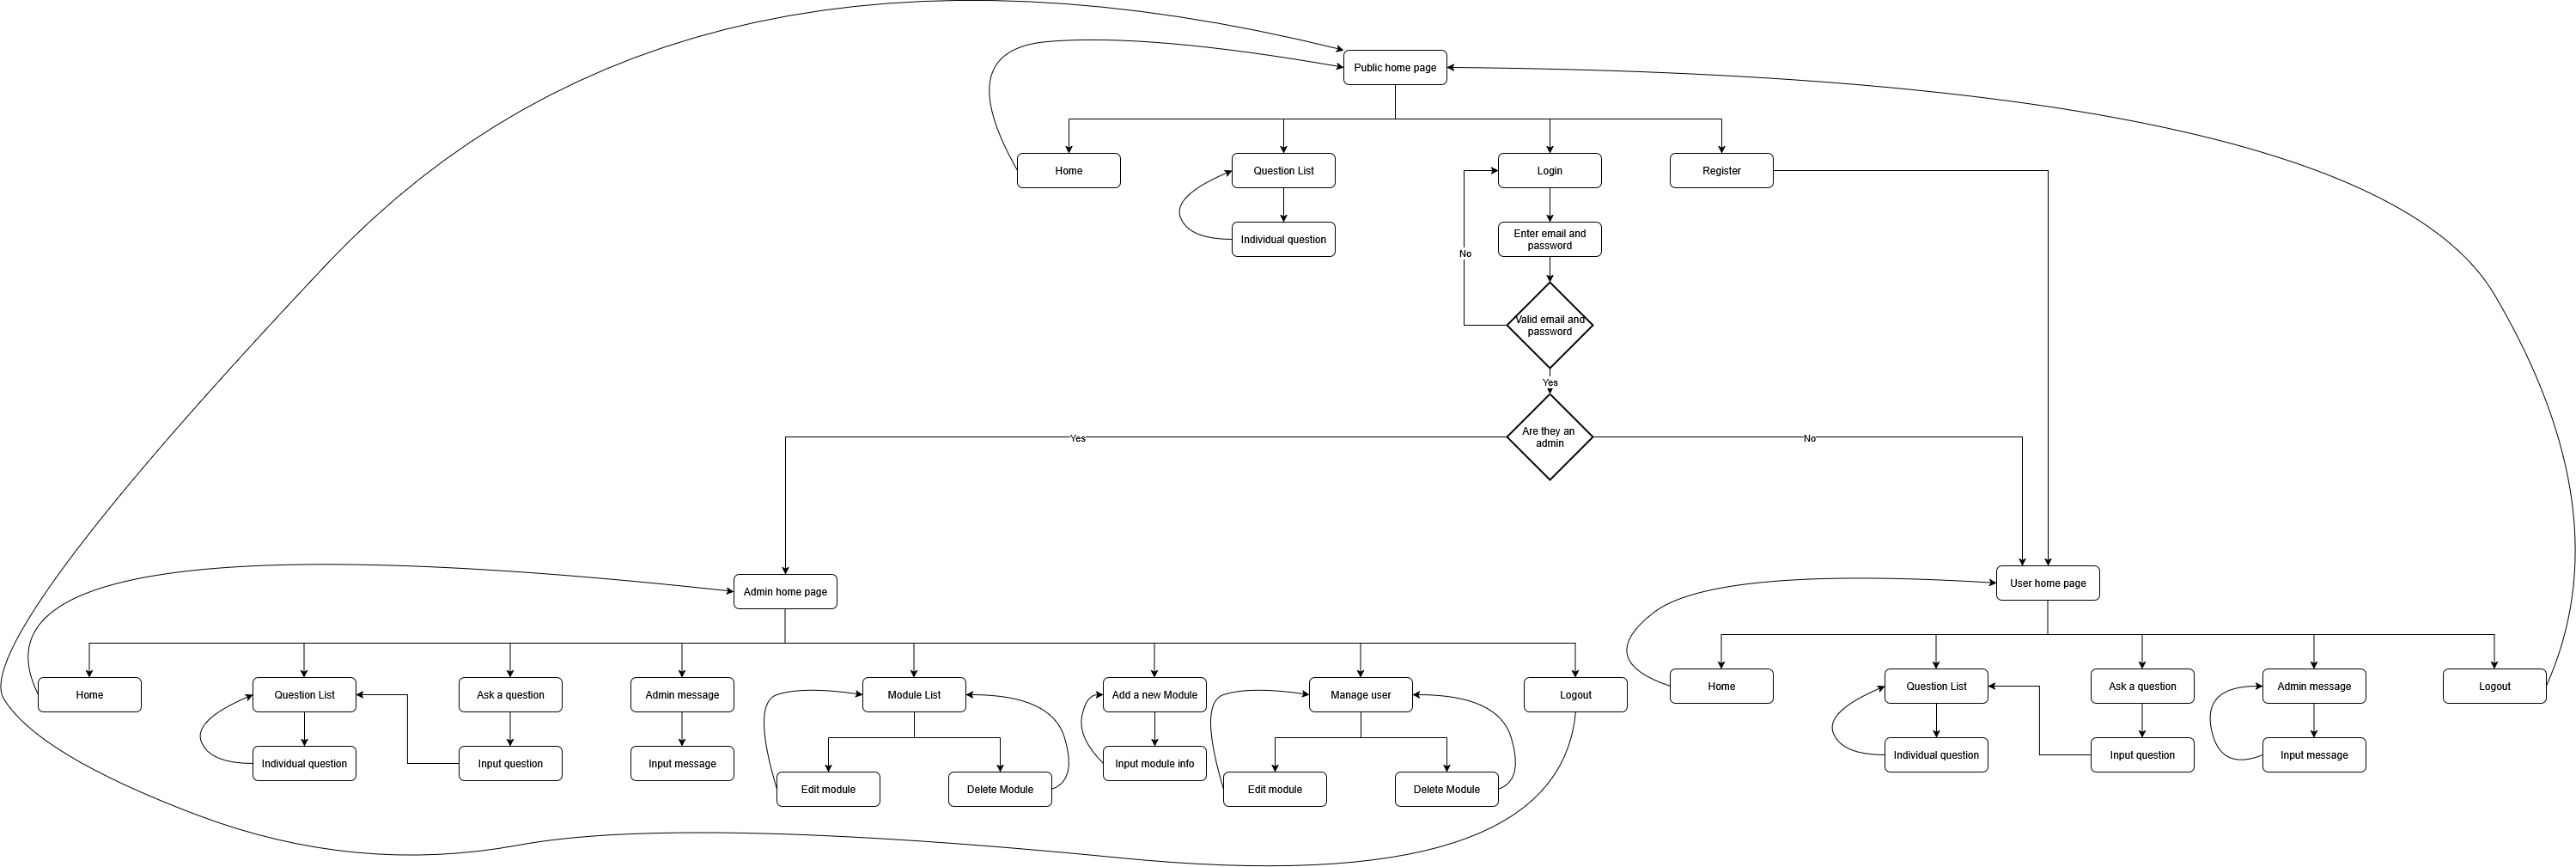 Public home page
Home
Question List
Login
Register
Individual question
Enter email and
password
No
Valid email and
password
Yes
Are they an
admin
Yes
No
Admin home page
User home page
Home
Question List
Ask a question
Admin message
Module List
Add a new Module
Manage user
Logout
Home
Question List
Ask a question
Admin message
Logout
Individual question
Input question
Input message
Input module info
Individual question
Input question
Input message
Edit module
Delete Module
Edit module
Delete Module